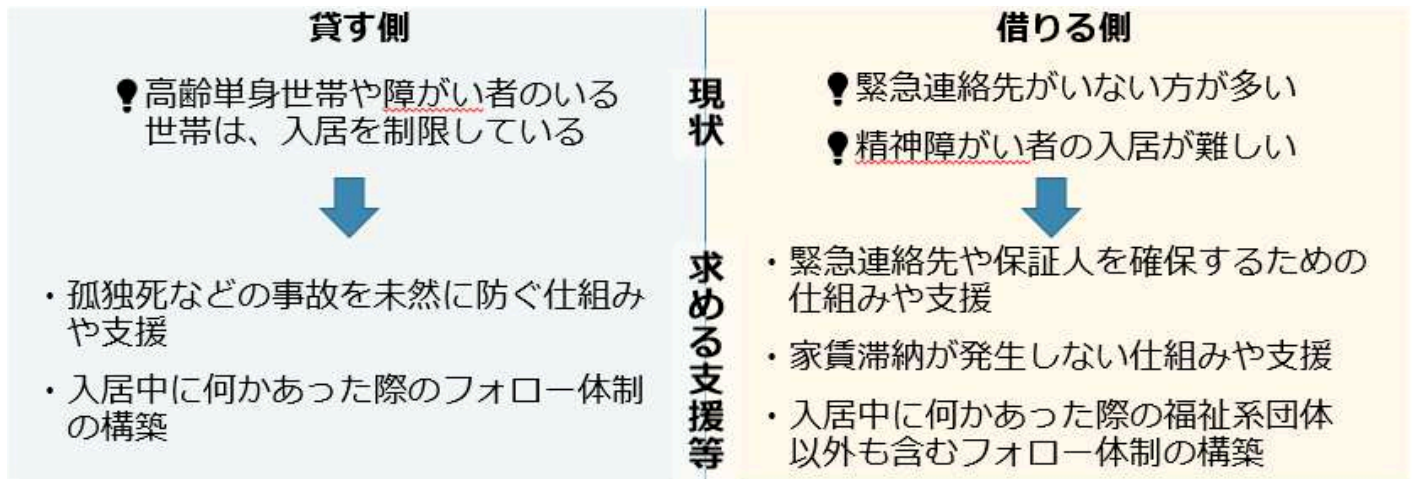 貸す側
高齢単身世帯や障がい者のいる
世帯は、入居を制限している
・孤独死などの事故を未然に防ぐ仕組み
や支援
・入居中に何かあった際のフォロー体制
の構築
現状
求める支援等
借りる側
緊急連絡先がいない方が多い
精神障がい者の入居が難しい
・緊急連絡先や保証人を確保するための
仕組みや支援
・家賃滞納が発生しない仕組みや支援
・入居中に何かあった際の福祉系団体
以外も含むフォロー体制の構築